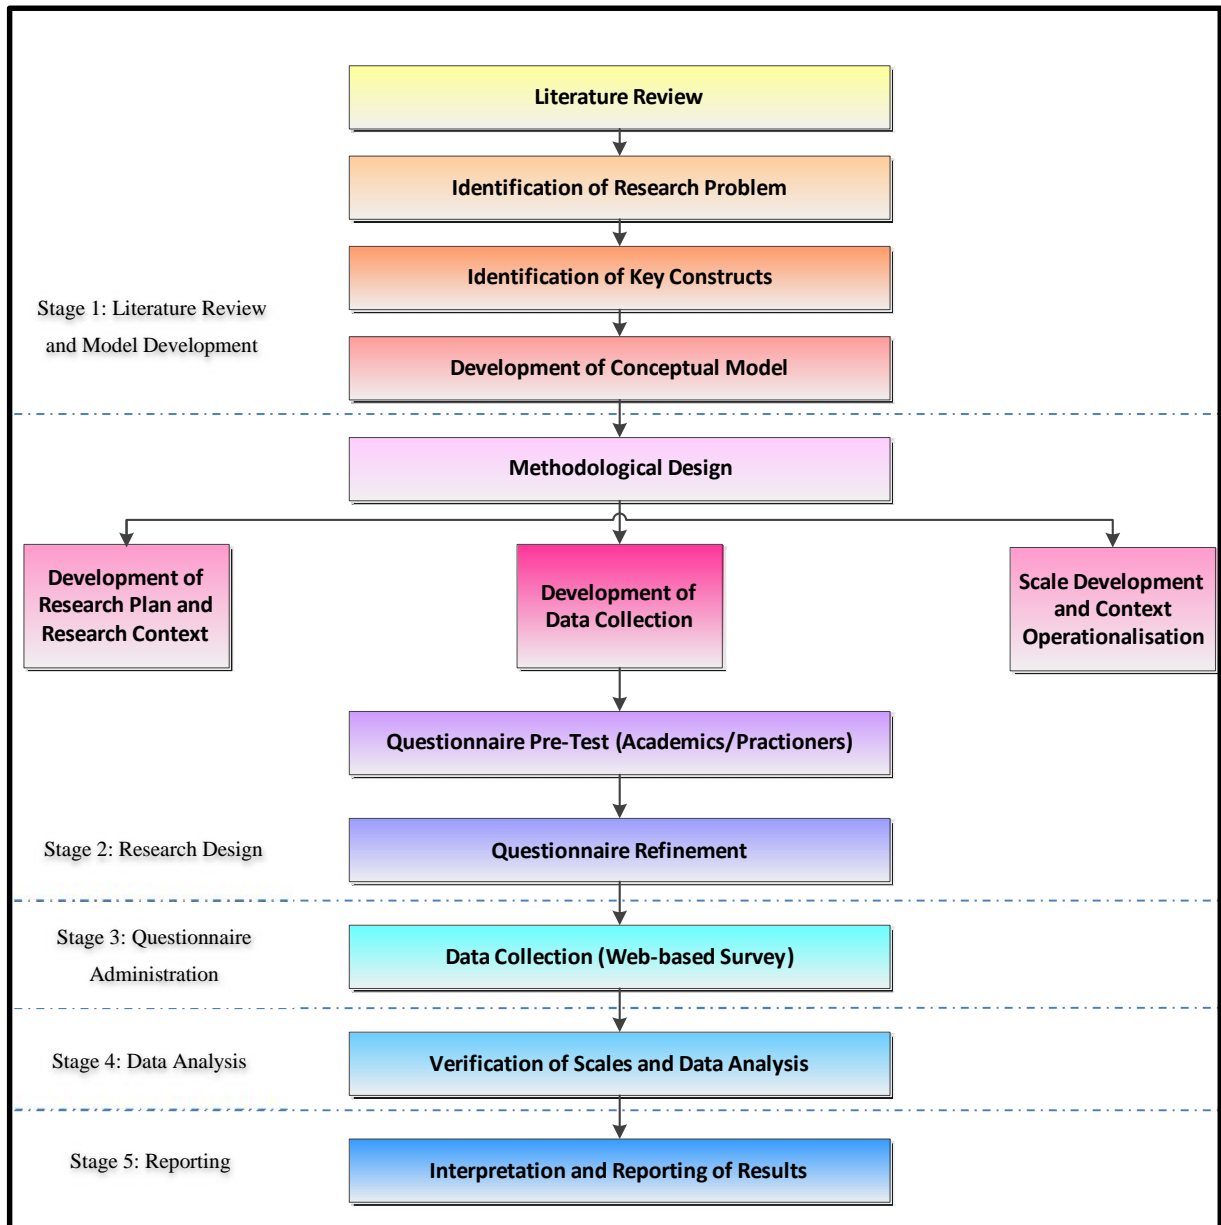 Literature Review
Identification of Research Problem
Identification of Key Constructs
Stage 1: Literature Review
and Model Development
Development of Conceptual Model
Methodological Design
Development of
Research Plan and
Research Context
Development of
Data Collection
Scale Development
and Context
Operationalisation
Questionnaire Pre-Test (Academics/Practioners)
Stage 2: Research Design
Questionnaire Refinement
Stage 3: Questionnaire
Administration
Data Collection (Web-based Survey)
Stage 4: Data Analysis
Verification of Scales and Data Analysis
Stage 5: Reporting
Interpretation and Reporting of Results